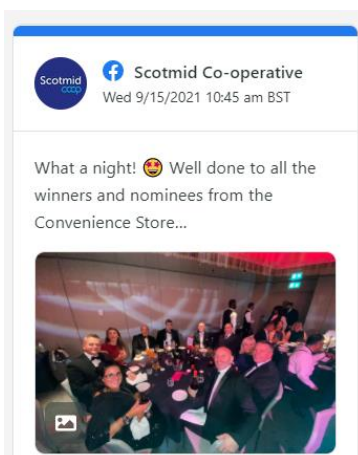 Scotmid
coop
Scotmid Co-operative
Wed 9/15/2021 10:45 am BST
What a night! 🤩 Well done to all the
winners and nominees from the
Convenience Store...